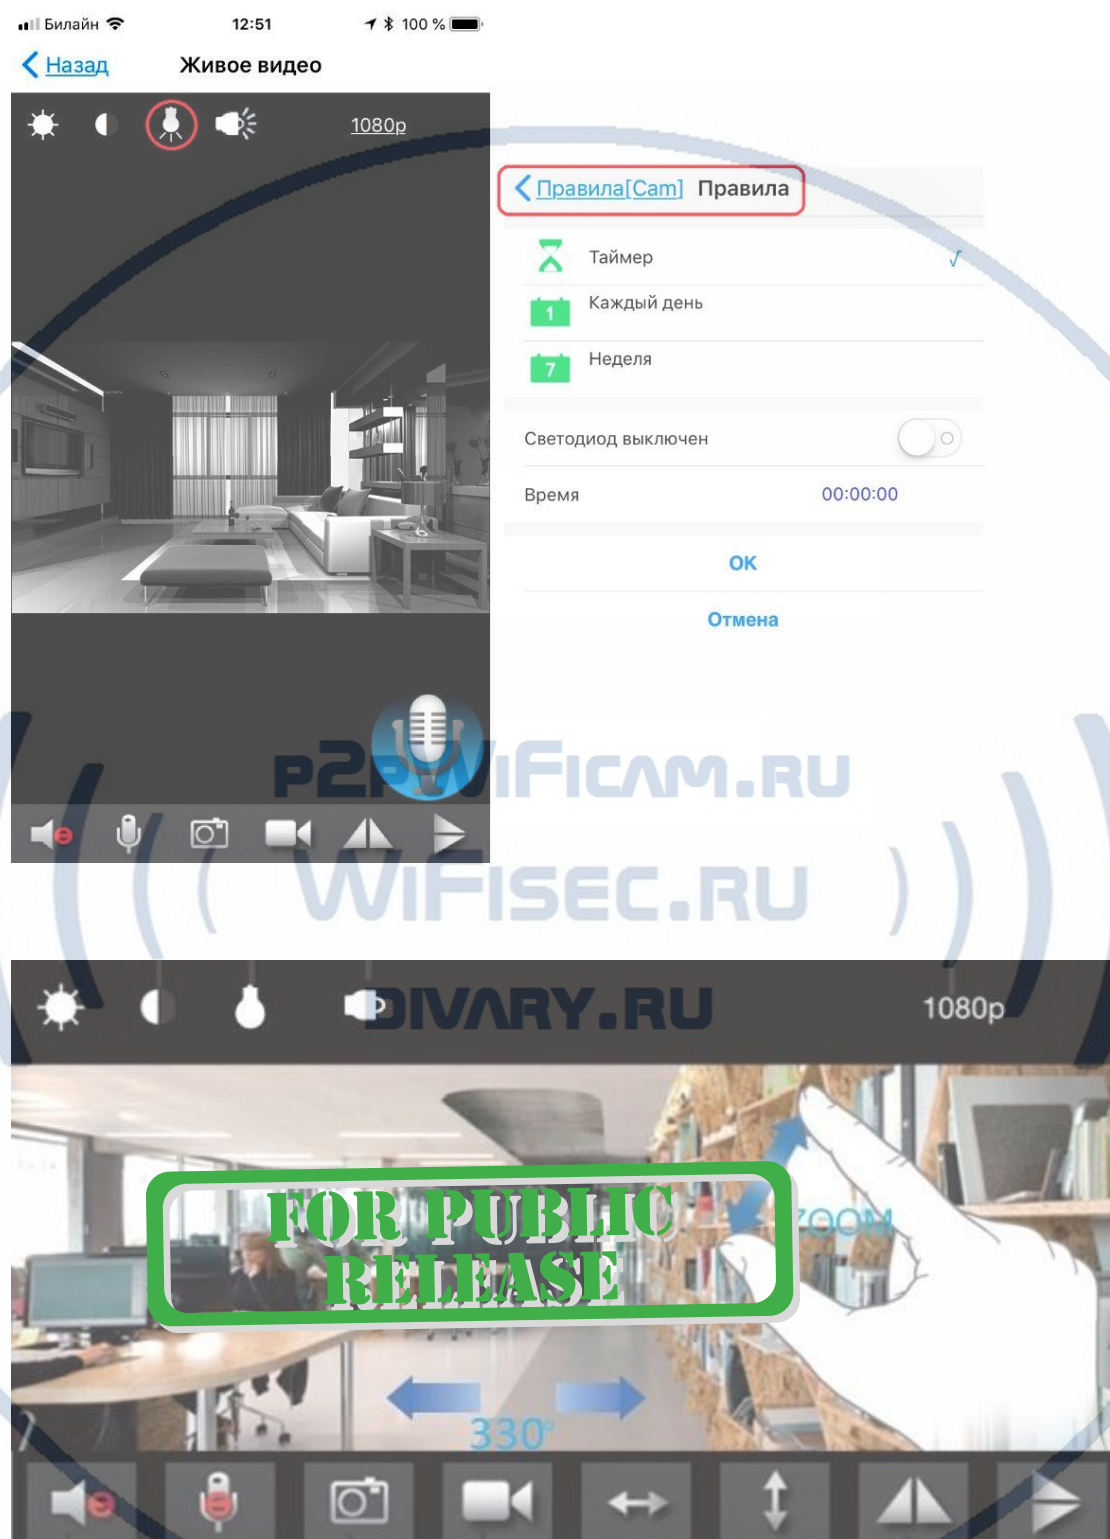 Билайн 12:51 100 %
Назад Живое видео
1080p
Правила[Cam] Правила
Таймер √
1 Каждый день
7 Неделя
Светодиод выключен
Время 00:00:00
OK
Отмена
P2PWIFICAM.RU
WIFISEC.RU
DIVARY.RU
1080p
ZOOM
FOR PUBLIC
RELEASE
330°